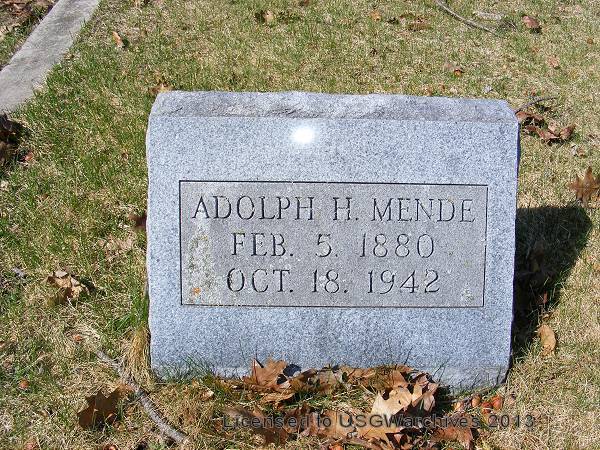 ADOLPH H. MENDE
FEB. 5. 1880
OCT. 18. 1942
Licensed to USGWarchives 2013